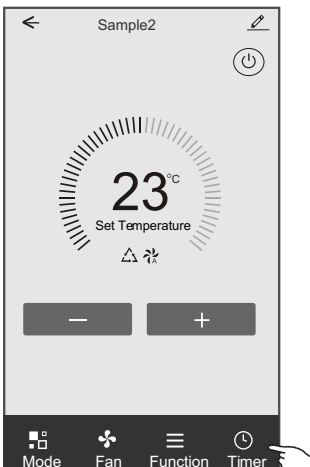 Sample2
23°C
Set Temperature
A
Mode Fan Function Timer